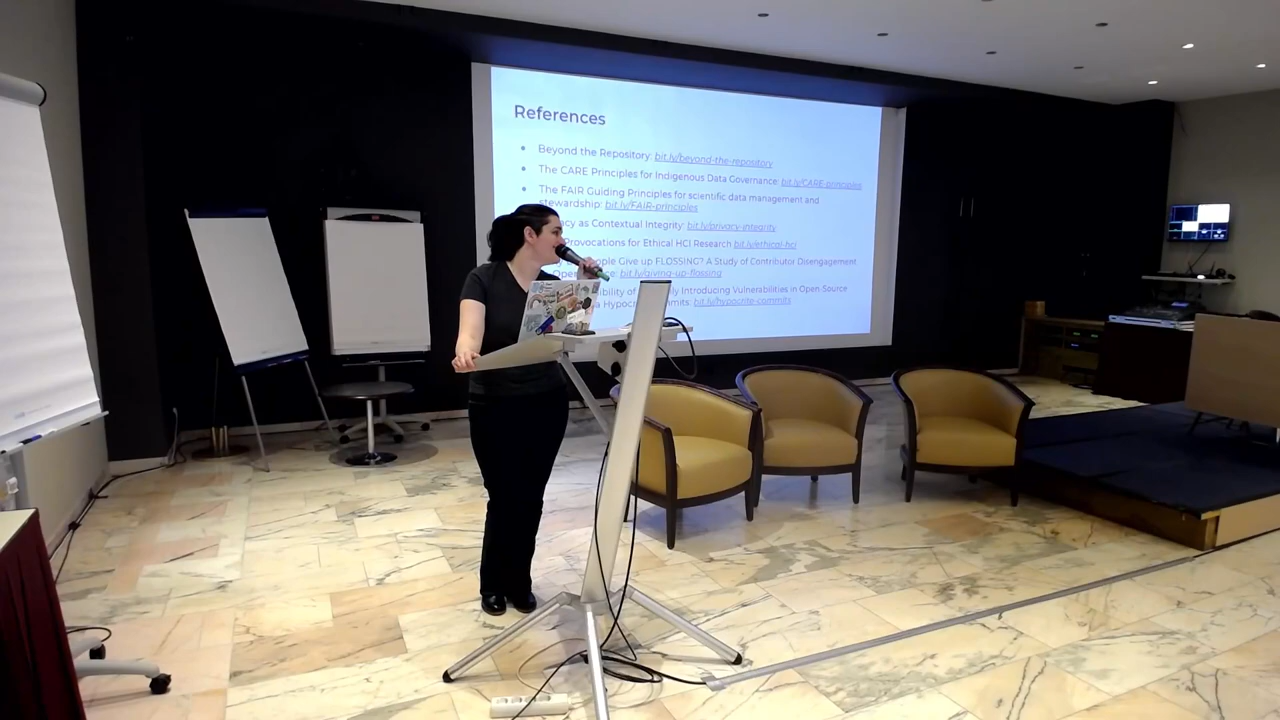 References
Beyond the Repository: bit.ly/beyond-the-repository
The CARE Principles for Indigenous Data Governance: bit.ly/CARE-principles
The FAIR Guiding Principles for scientific data management and
stewardship: bit.ly/FAIR-principles
as Contextual Integrity: bit.ly/privacy-integrity
Provocations for Ethical HCI Research bit.ly/ethical-hci
Give up FLOSSING? A Study of Contributor Disengagement
bit.ly/giving-up-flossing
Introducing Vulnerabilities in Open-Source
bit.ly/hypocrite-commits